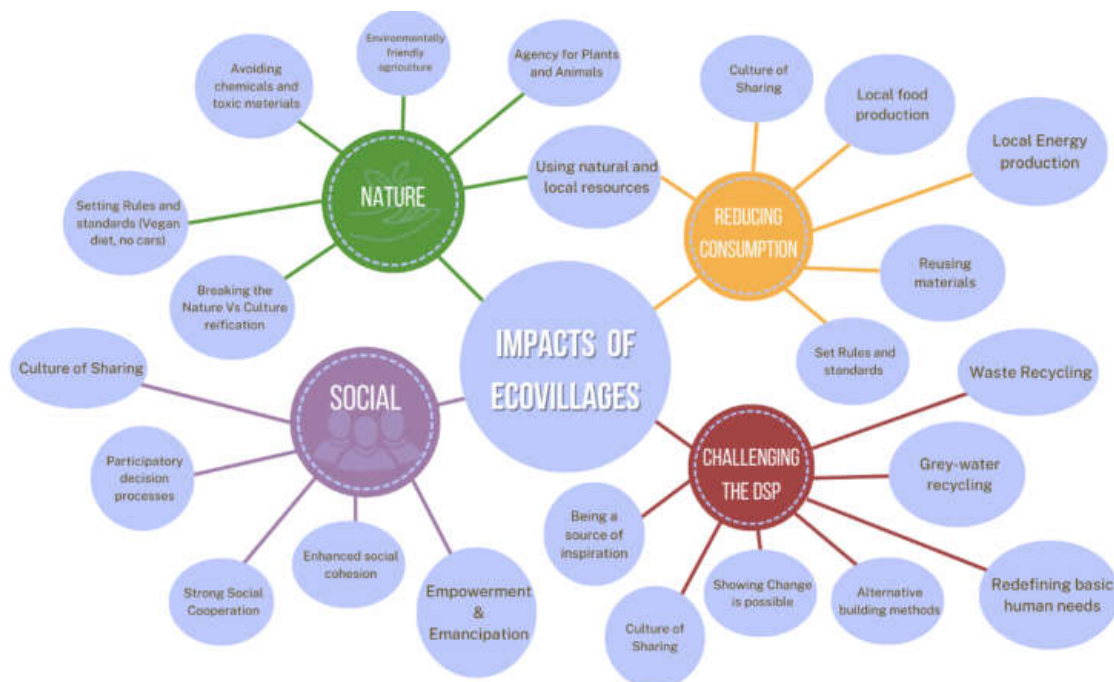 IMPACTS OF
ECOVILLAGES
NATURE
Environmentally
friendly
agriculture
Agency for Plants
and Animals
Avoiding
chemicals and
toxic materials
Using natural and
local resources
Setting Rules and
standards (Vegan
diet, no cars)
Breaking the
Nature Vs Culture
reification
REDUCING
CONSUMPTION
Culture of
Sharing
Local food
production
Local Energy
production
Reusing
materials
Set Rules and
standards
SOCIAL
Culture of Sharing
Participatory
decision
processes
Strong Social
Cooperation
Enhanced social
cohesion
Empowerment
&
Emancipation
CHALLENGING
THE DSP
Waste Recycling
Grey-water
recycling
Redefining basic
human needs
Alternative
building methods
Showing Change
is possible
Culture of
Sharing
Being a
source of
inspiration